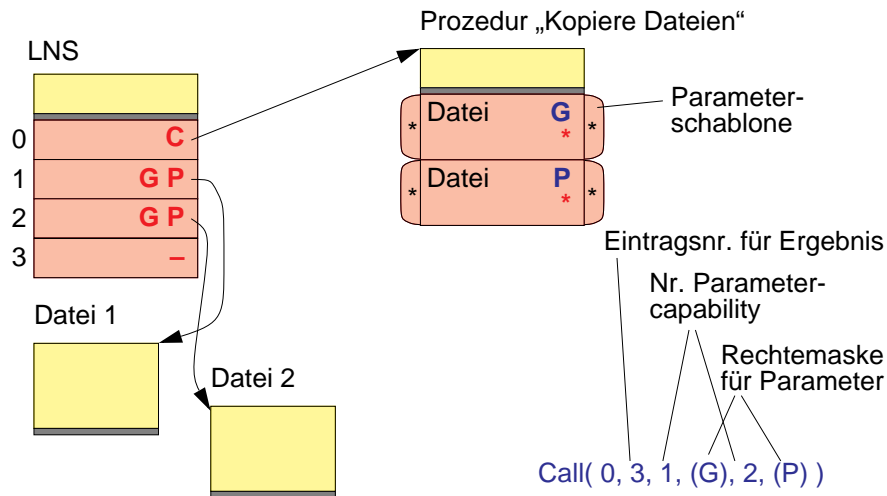 Prozedur „Kopiere Dateien“
LNS
0 C
1 G P
2 G P
3 –
* Datei G *
*
* Datei P *
*
Parameter-
schablone
Eintragsnr. für Ergebnis
Nr. Parameter-
capability
Rechtemaske
für Parameter
Datei 1
Datei 2
Call( 0, 3, 1, (G), 2, (P) )